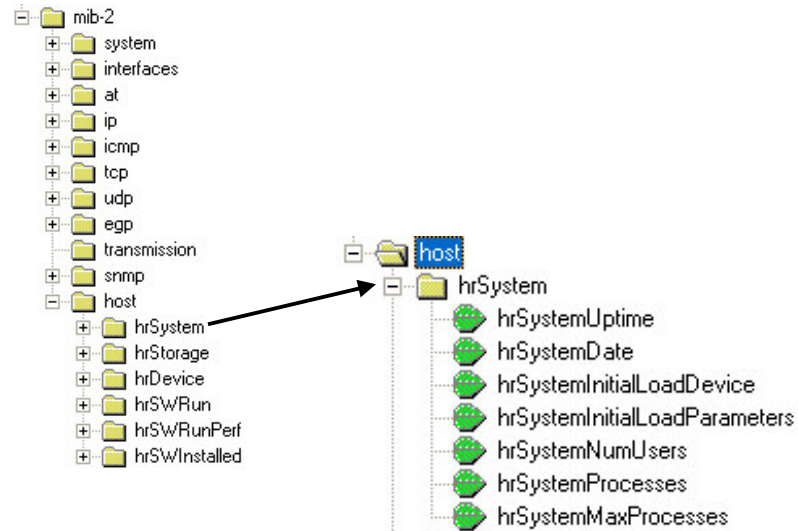 mib-2
system
interfaces
at
ip
icmp
tcp
udp
egp
transmission
snmp
host
hrSystem
hrStorage
hrDevice
hrSWRun
hrSWRunPerf
hrSWInstalled
host
hrSystem
hrSystemUptime
hrSystemDate
hrSystemInitialLoadDevice
hrSystemInitialLoadParameters
hrSystemNumUsers
hrSystemProcesses
hrSystemMaxProcesses